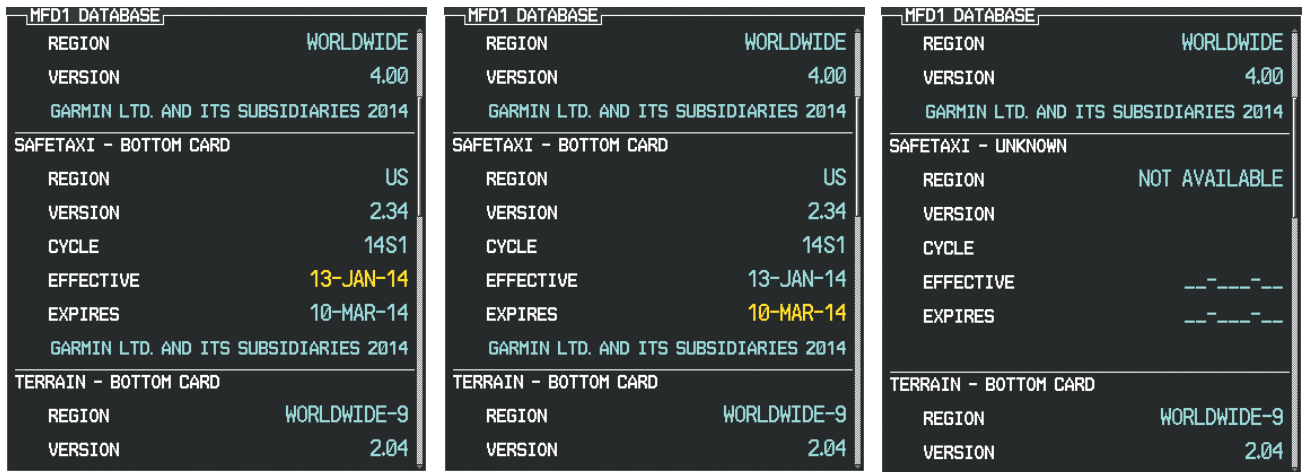 MFD1 DATABASE
REGION WORLDWIDE
VERSION 4.00
GARMIN LTD. AND ITS SUBSIDIARIES 2014
SAFETAXI - BOTTOM CARD
REGION US
VERSION 2.34
CYCLE 14S1
EFFECTIVE 13-JAN-14
EXPIRES 10-MAR-14
GARMIN LTD. AND ITS SUBSIDIARIES 2014
TERRAIN - BOTTOM CARD
REGION WORLDWIDE-9
VERSION 2.04
MFD1 DATABASE
REGION WORLDWIDE
VERSION 4.00
GARMIN LTD. AND ITS SUBSIDIARIES 2014
SAFETAXI - BOTTOM CARD
REGION US
VERSION 2.34
CYCLE 14S1
EFFECTIVE 13-JAN-14
EXPIRES 10-MAR-14
GARMIN LTD. AND ITS SUBSIDIARIES 2014
TERRAIN - BOTTOM CARD
REGION WORLDWIDE-9
VERSION 2.04
MFD1 DATABASE
REGION WORLDWIDE
VERSION 4.00
GARMIN LTD. AND ITS SUBSIDIARIES 2014
SAFETAXI - UNKNOWN
REGION NOT AVAILABLE
VERSION
CYCLE
EFFECTIVE __-___-__
EXPIRES __-___-__
TERRAIN - BOTTOM CARD
REGION WORLDWIDE-9
VERSION 2.04